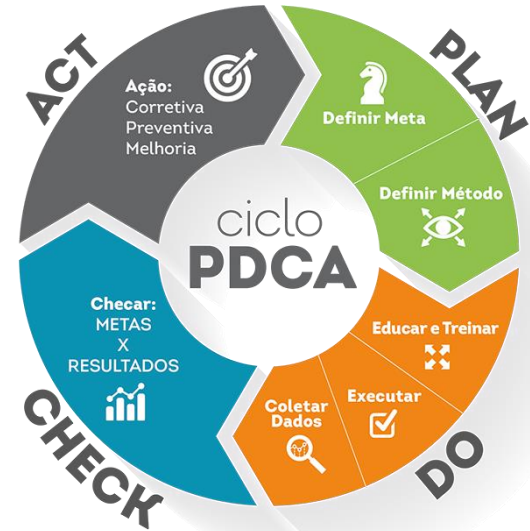 ciclo
PDCA
PLAN
Definir Meta
Definir Método
DO
Educar e Treinar
Executar
Coletar
Dados
CHECK
Checar:
METAS
X
RESULTADOS
ACT
Ação:
Corretiva
Preventiva
Melhoria